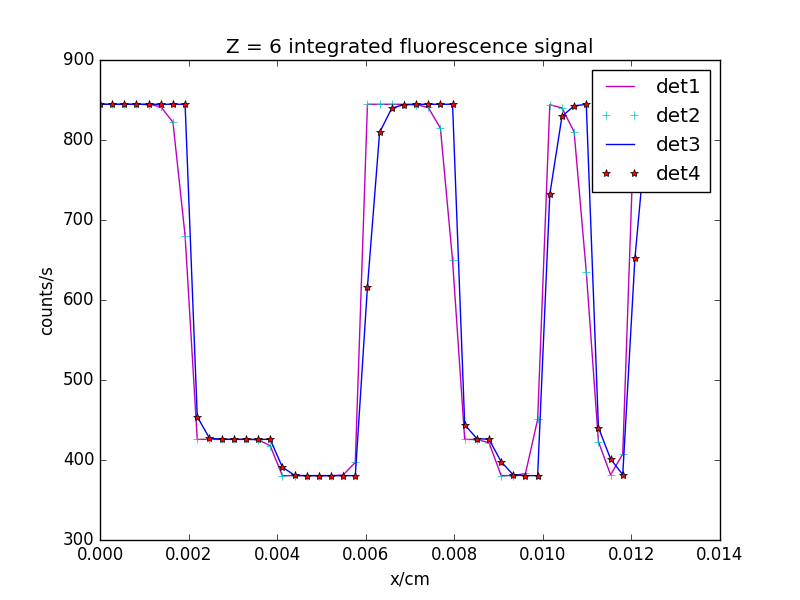 Z = 6 integrated fluorescence signal
900
800
700
600
500
400
300
counts/s
det1
det2
det3
det4
0.000 0.002 0.004 0.006 0.008 0.010 0.012 0.014
x/cm